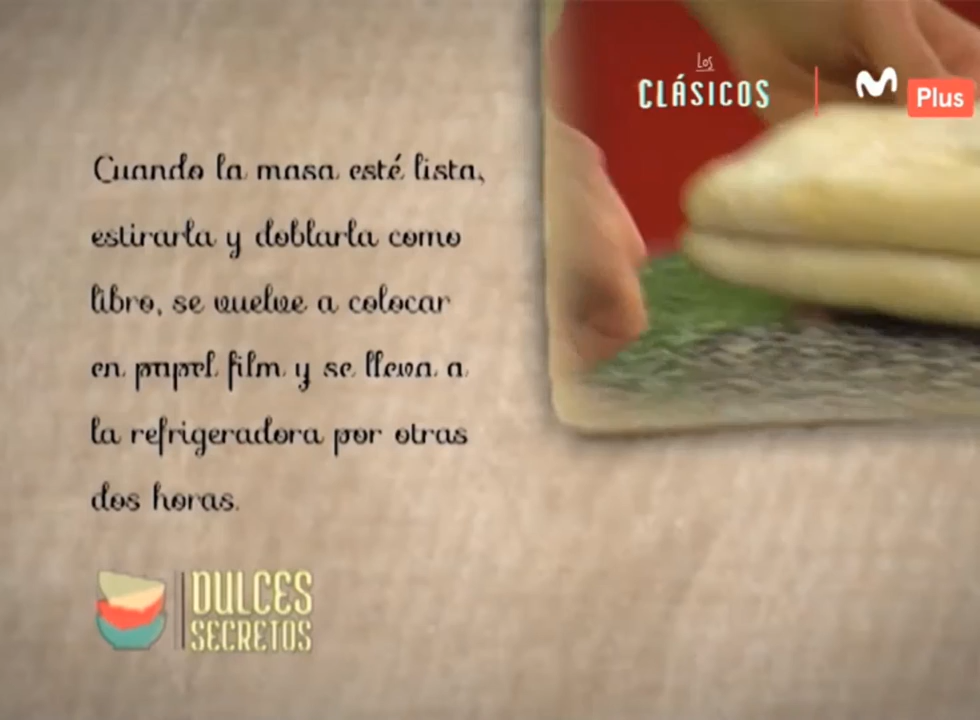 Los
CLÁSICOS
Plus
Cuando la masa esté lista,
estirarla y doblarla como
libro, se vuelve a colocar
en papel film y se lleva a
la refrigeradora por otras
dos horas.
DULCES
SECRETOS